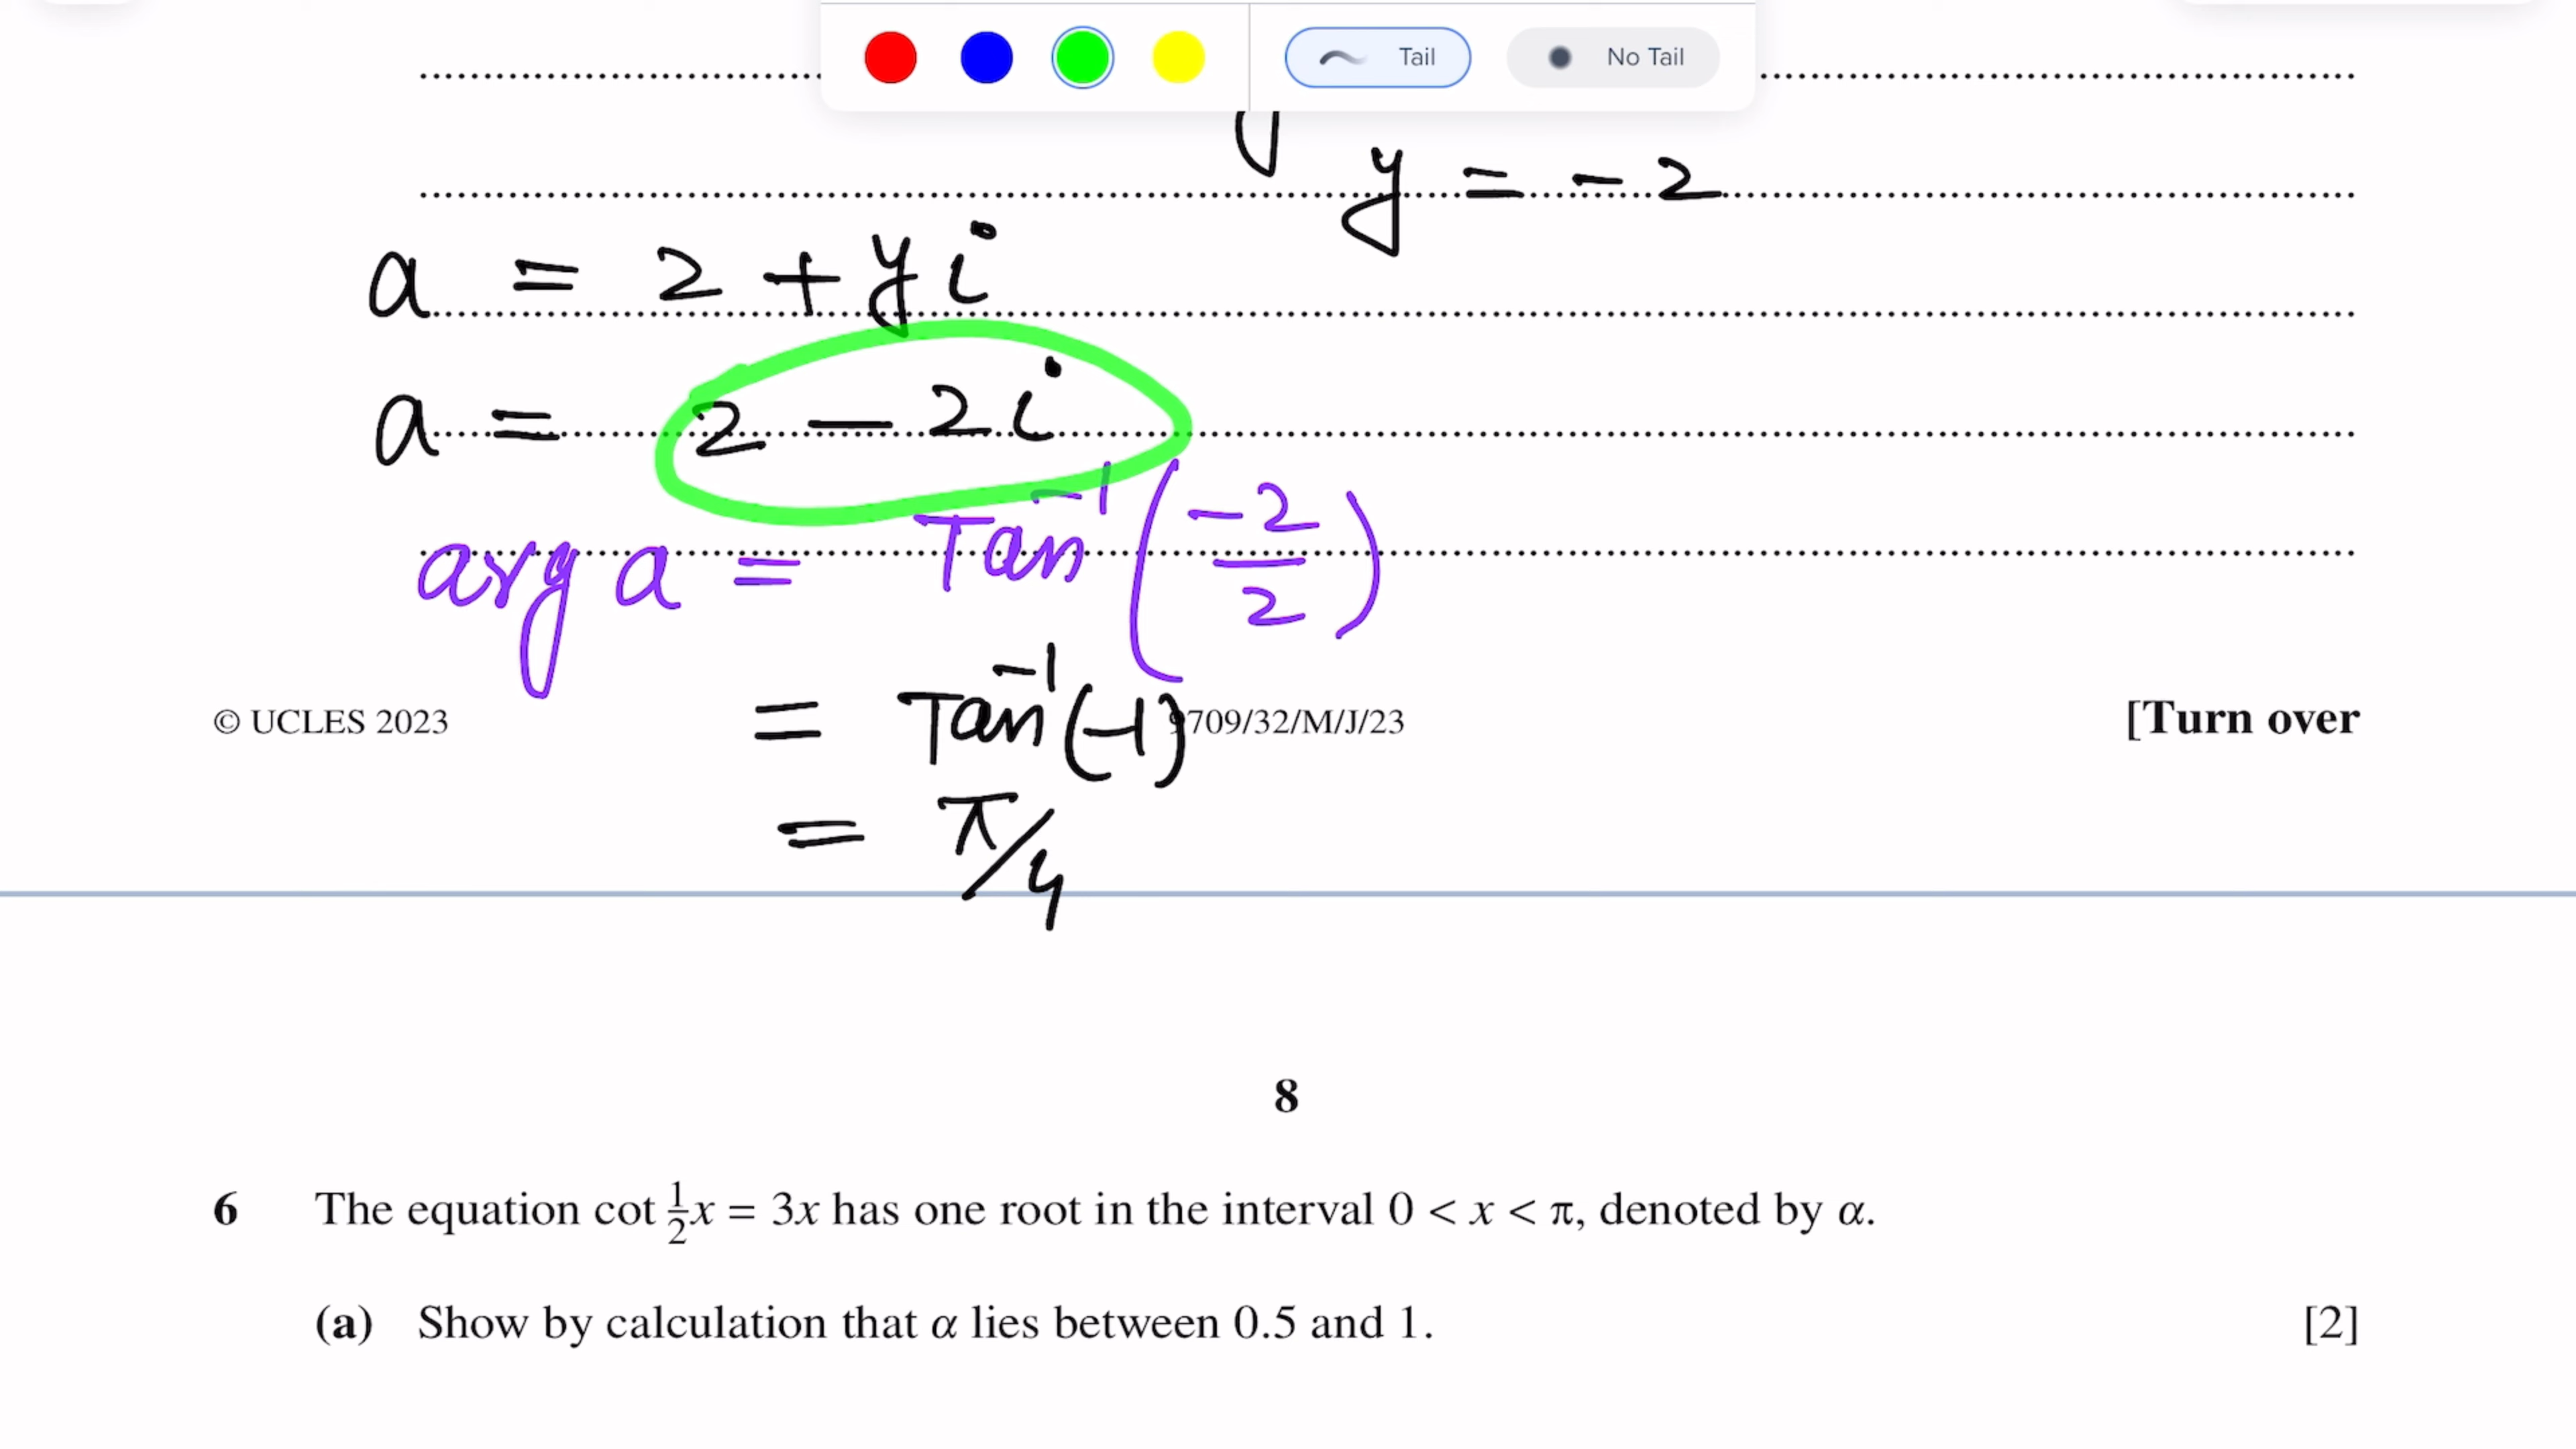 Tail No Tail
y = -2
a = 2 + yi
a = 2 - 2i
arg a = Tan⁻¹(-2/2)
= Tan⁻¹(-1)
© UCLES 2023 9709/32/M/J/23 [Turn over
= π/4
8
6 The equation cot ½x = 3x has one root in the interval 0 < x < π, denoted by α.
(a) Show by calculation that α lies between 0.5 and 1. [2]